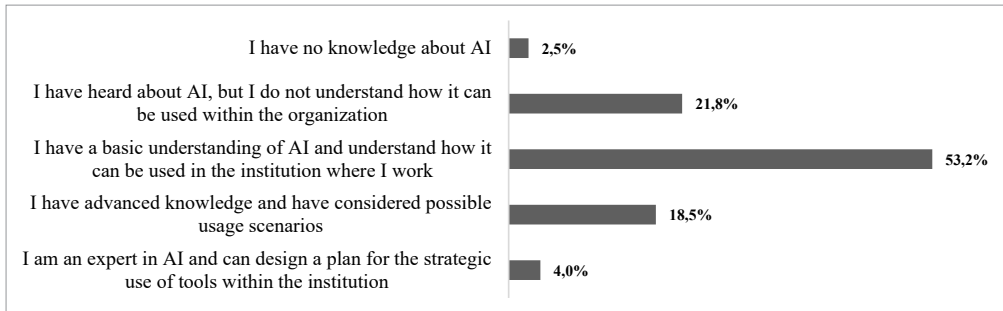 I have no knowledge about AI
2,5%
I have heard about AI, but I do not understand how it can
be used within the organization
21,8%
I have a basic understanding of AI and understand how it
can be used in the institution where I work
53,2%
I have advanced knowledge and have considered possible
usage scenarios
18,5%
I am an expert in AI and can design a plan for the strategic
use of tools within the institution
4,0%